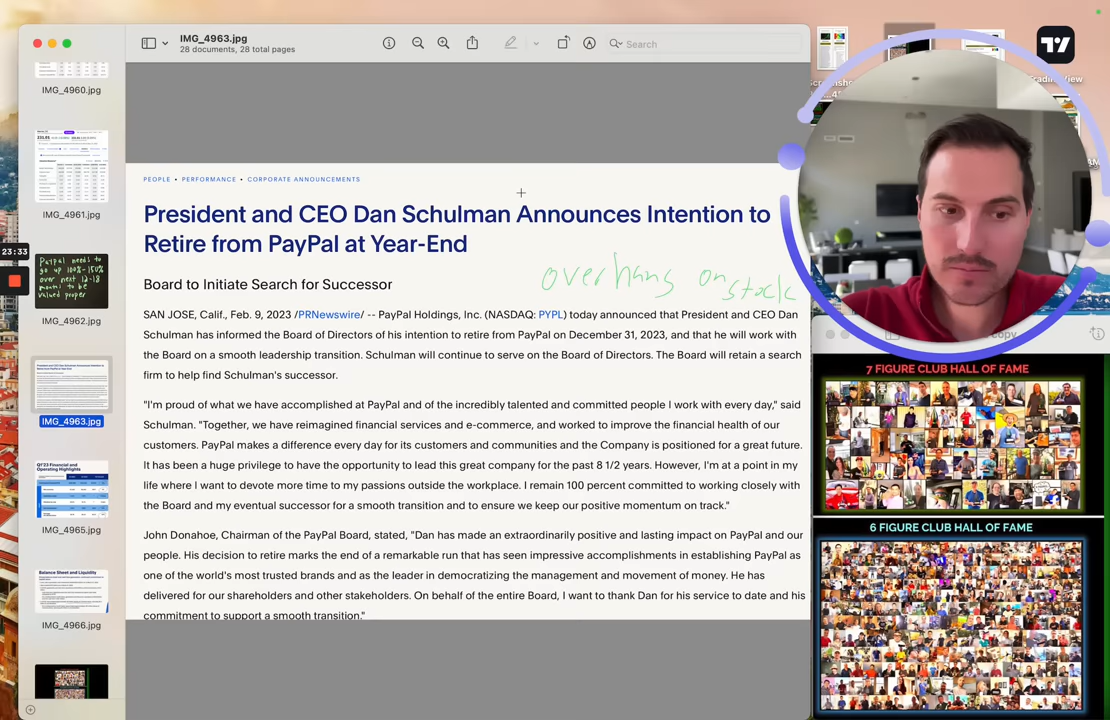 IMG_4963.jpg
28 documents, 28 total pages
Search
IMG_4960.jpg
IMG_4961.jpg
PayPal needs to
go up 100%-150%
over next 12-18
months to be
valued proper
IMG_4962.jpg
IMG_4963.jpg
Q1'23 Financial and
Operating Highlights
IMG_4965.jpg
Balance Sheet and Liquidity
IMG_4966.jpg
23:33
PEOPLE • PERFORMANCE • CORPORATE ANNOUNCEMENTS
President and CEO Dan Schulman Announces Intention to
Retire from PayPal at Year-End
overhang on stock
Board to Initiate Search for Successor
SAN JOSE, Calif., Feb. 9, 2023 /PRNewswire/ -- PayPal Holdings, Inc. (NASDAQ: PYPL) today announced that President and CEO Dan
Schulman has informed the Board of Directors of his intention to retire from PayPal on December 31, 2023, and that he will work with
the Board on a smooth leadership transition. Schulman will continue to serve on the Board of Directors. The Board will retain a search
firm to help find Schulman's successor.
"I'm proud of what we have accomplished at PayPal and of the incredibly talented and committed people I work with every day," said
Schulman. "Together, we have reimagined financial services and e-commerce, and worked to improve the financial health of our
customers. PayPal makes a difference every day for its customers and communities and the Company is positioned for a great future.
It has been a huge privilege to have the opportunity to lead this great company for the past 8 1/2 years. However, I'm at a point in my
life where I want to devote more time to my passions outside the workplace. I remain 100 percent committed to working closely with
the Board and my eventual successor for a smooth transition and to ensure we keep our positive momentum on track."
John Donahoe, Chairman of the PayPal Board, stated, "Dan has made an extraordinarily positive and lasting impact on PayPal and our
people. His decision to retire marks the end of a remarkable run that has seen impressive accomplishments in establishing PayPal as
one of the world's most trusted brands and as the leader in democratizing the management and movement of money. He has
delivered for our shareholders and other stakeholders. On behalf of the entire Board, I want to thank Dan for his service to date and his
commitment to support a smooth transition."
7 FIGURE CLUB HALL OF FAME
6 FIGURE CLUB HALL OF FAME